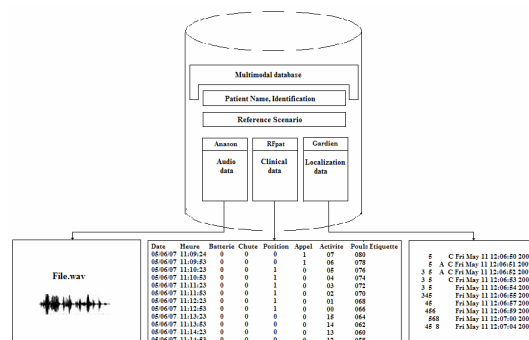 Multimodal database
Patient Name, Identification
Reference Scenario
Anason
RFpat
Gardien
Audio
data
Clinical
data
Localization
data
File.wav
Date Heure Batterie Chute Position Appel Activite Pouls Etiquette
05/06/07 11:09:24 0 0 0 1 07 080
05/06/07 11:09:53 0 0 0 1 06 078
05/06/07 11:10:23 0 0 1 0 05 076
05/06/07 11:10:53 0 0 1 0 04 074
05/06/07 11:11:23 0 0 1 0 03 072
05/06/07 11:11:53 0 0 1 0 02 070
05/06/07 11:12:23 0 0 1 0 01 068
05/06/07 11:12:53 0 0 1 0 00 066
05/06/07 11:13:23 0 0 0 0 15 064
05/06/07 11:13:53 0 0 0 0 14 062
05/06/07 11:14:23 0 0 0 0 13 060
5 C Fri May 11 12:06:50 200
5 A C Fri May 11 12:06:51 200
3 5 A C Fri May 11 12:06:52 200
3 5 C Fri May 11 12:06:53 200
3 5 Fri May 11 12:06:54 200
345 Fri May 11 12:06:55 200
45 Fri May 11 12:06:57 200
456 Fri May 11 12:06:59 200
568 Fri May 11 12:07:00 200
45 8 Fri May 11 12:07:04 200